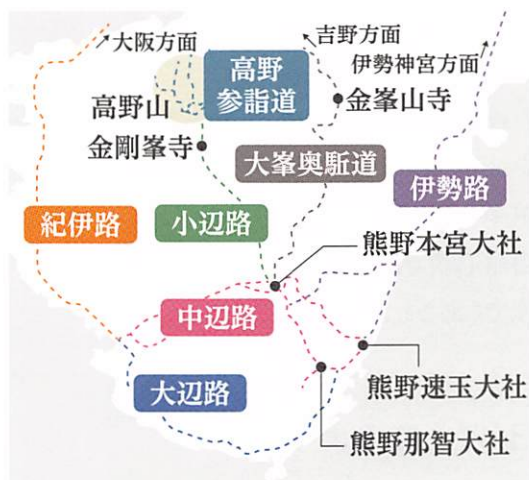 大阪方面
吉野方面
伊勢神宮方面
高野
参詣道
高野山
金峯山寺
金剛峯寺
大峯奥駈道
伊勢路
紀伊路
小辺路
熊野本宮大社
中辺路
大辺路
熊野速玉大社
熊野那智大社